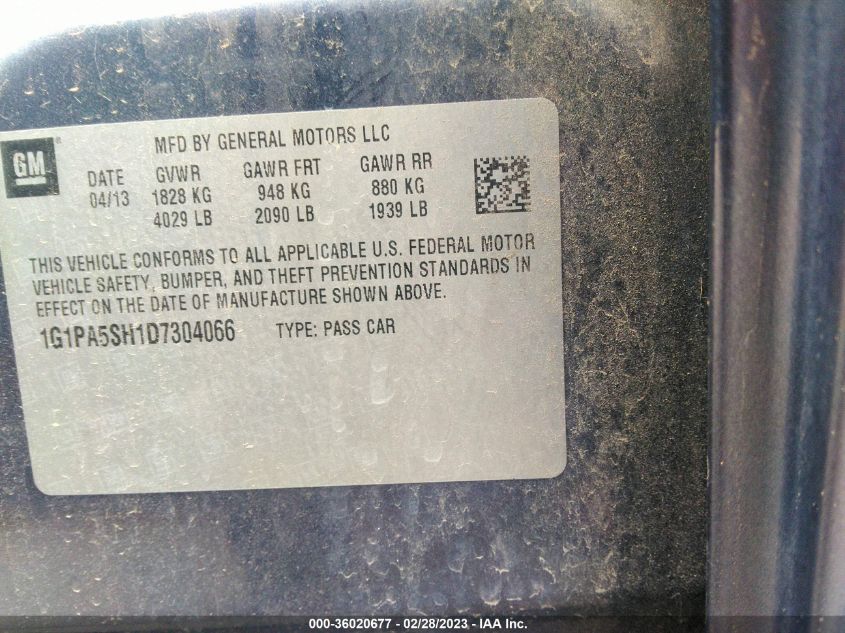 GM
®
MFD BY GENERAL MOTORS LLC
DATE GVWR GAWR FRT GAWR RR
04/13 1828 KG 948 KG 880 KG
4029 LB 2090 LB 1939 LB
THIS VEHICLE CONFORMS TO ALL APPLICABLE U.S. FEDERAL MOTOR
VEHICLE SAFETY, BUMPER, AND THEFT PREVENTION STANDARDS IN
EFFECT ON THE DATE OF MANUFACTURE SHOWN ABOVE.
1G1PA5SH1D7304066 TYPE: PASS CAR
000-36020677 - 02/28/2023 - IAA Inc.